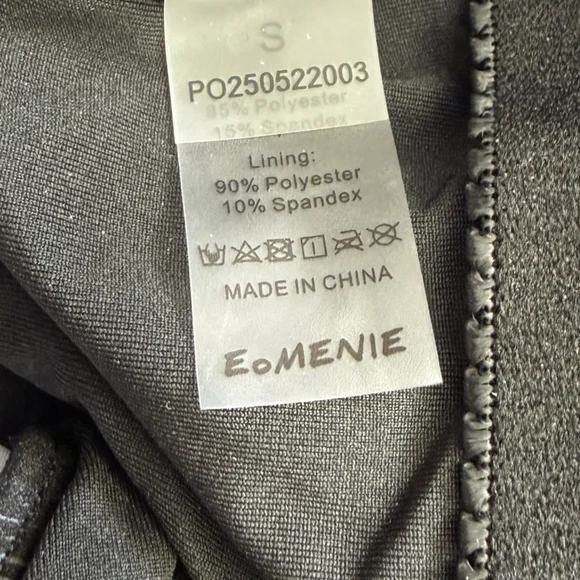 S
PO250522003
85% Polyester
15% Spandex
Lining:
90% Polyester
10% Spandex
MADE IN CHINA
EoMENIE